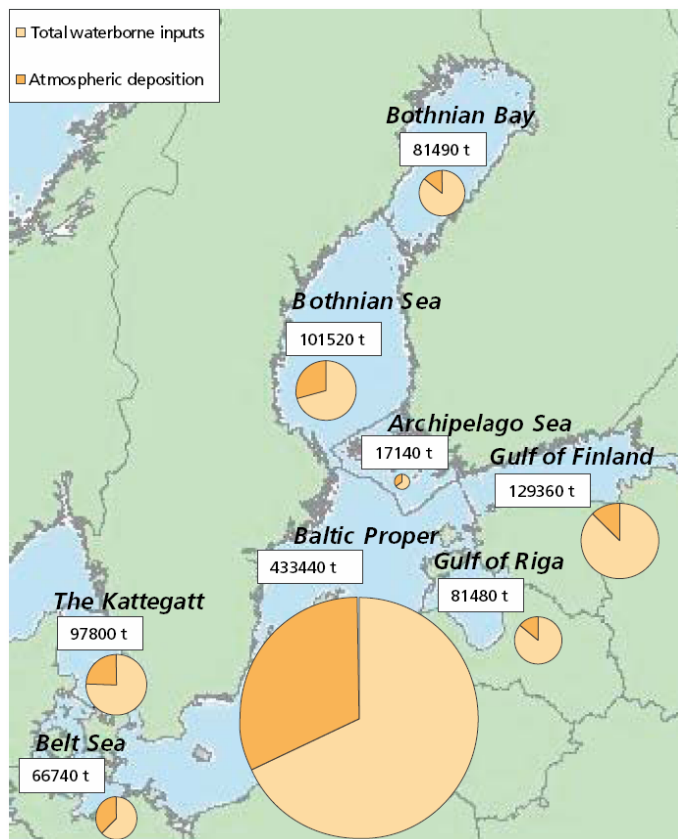 Total waterborne inputs
Atmospheric deposition
Bothnian Bay
81490 t
Bothnian Sea
101520 t
Archipelago Sea
17140 t
Gulf of Finland
129360 t
Baltic Proper
433440 t
Gulf of Riga
81480 t
The Kattegatt
97800 t
Belt Sea
66740 t